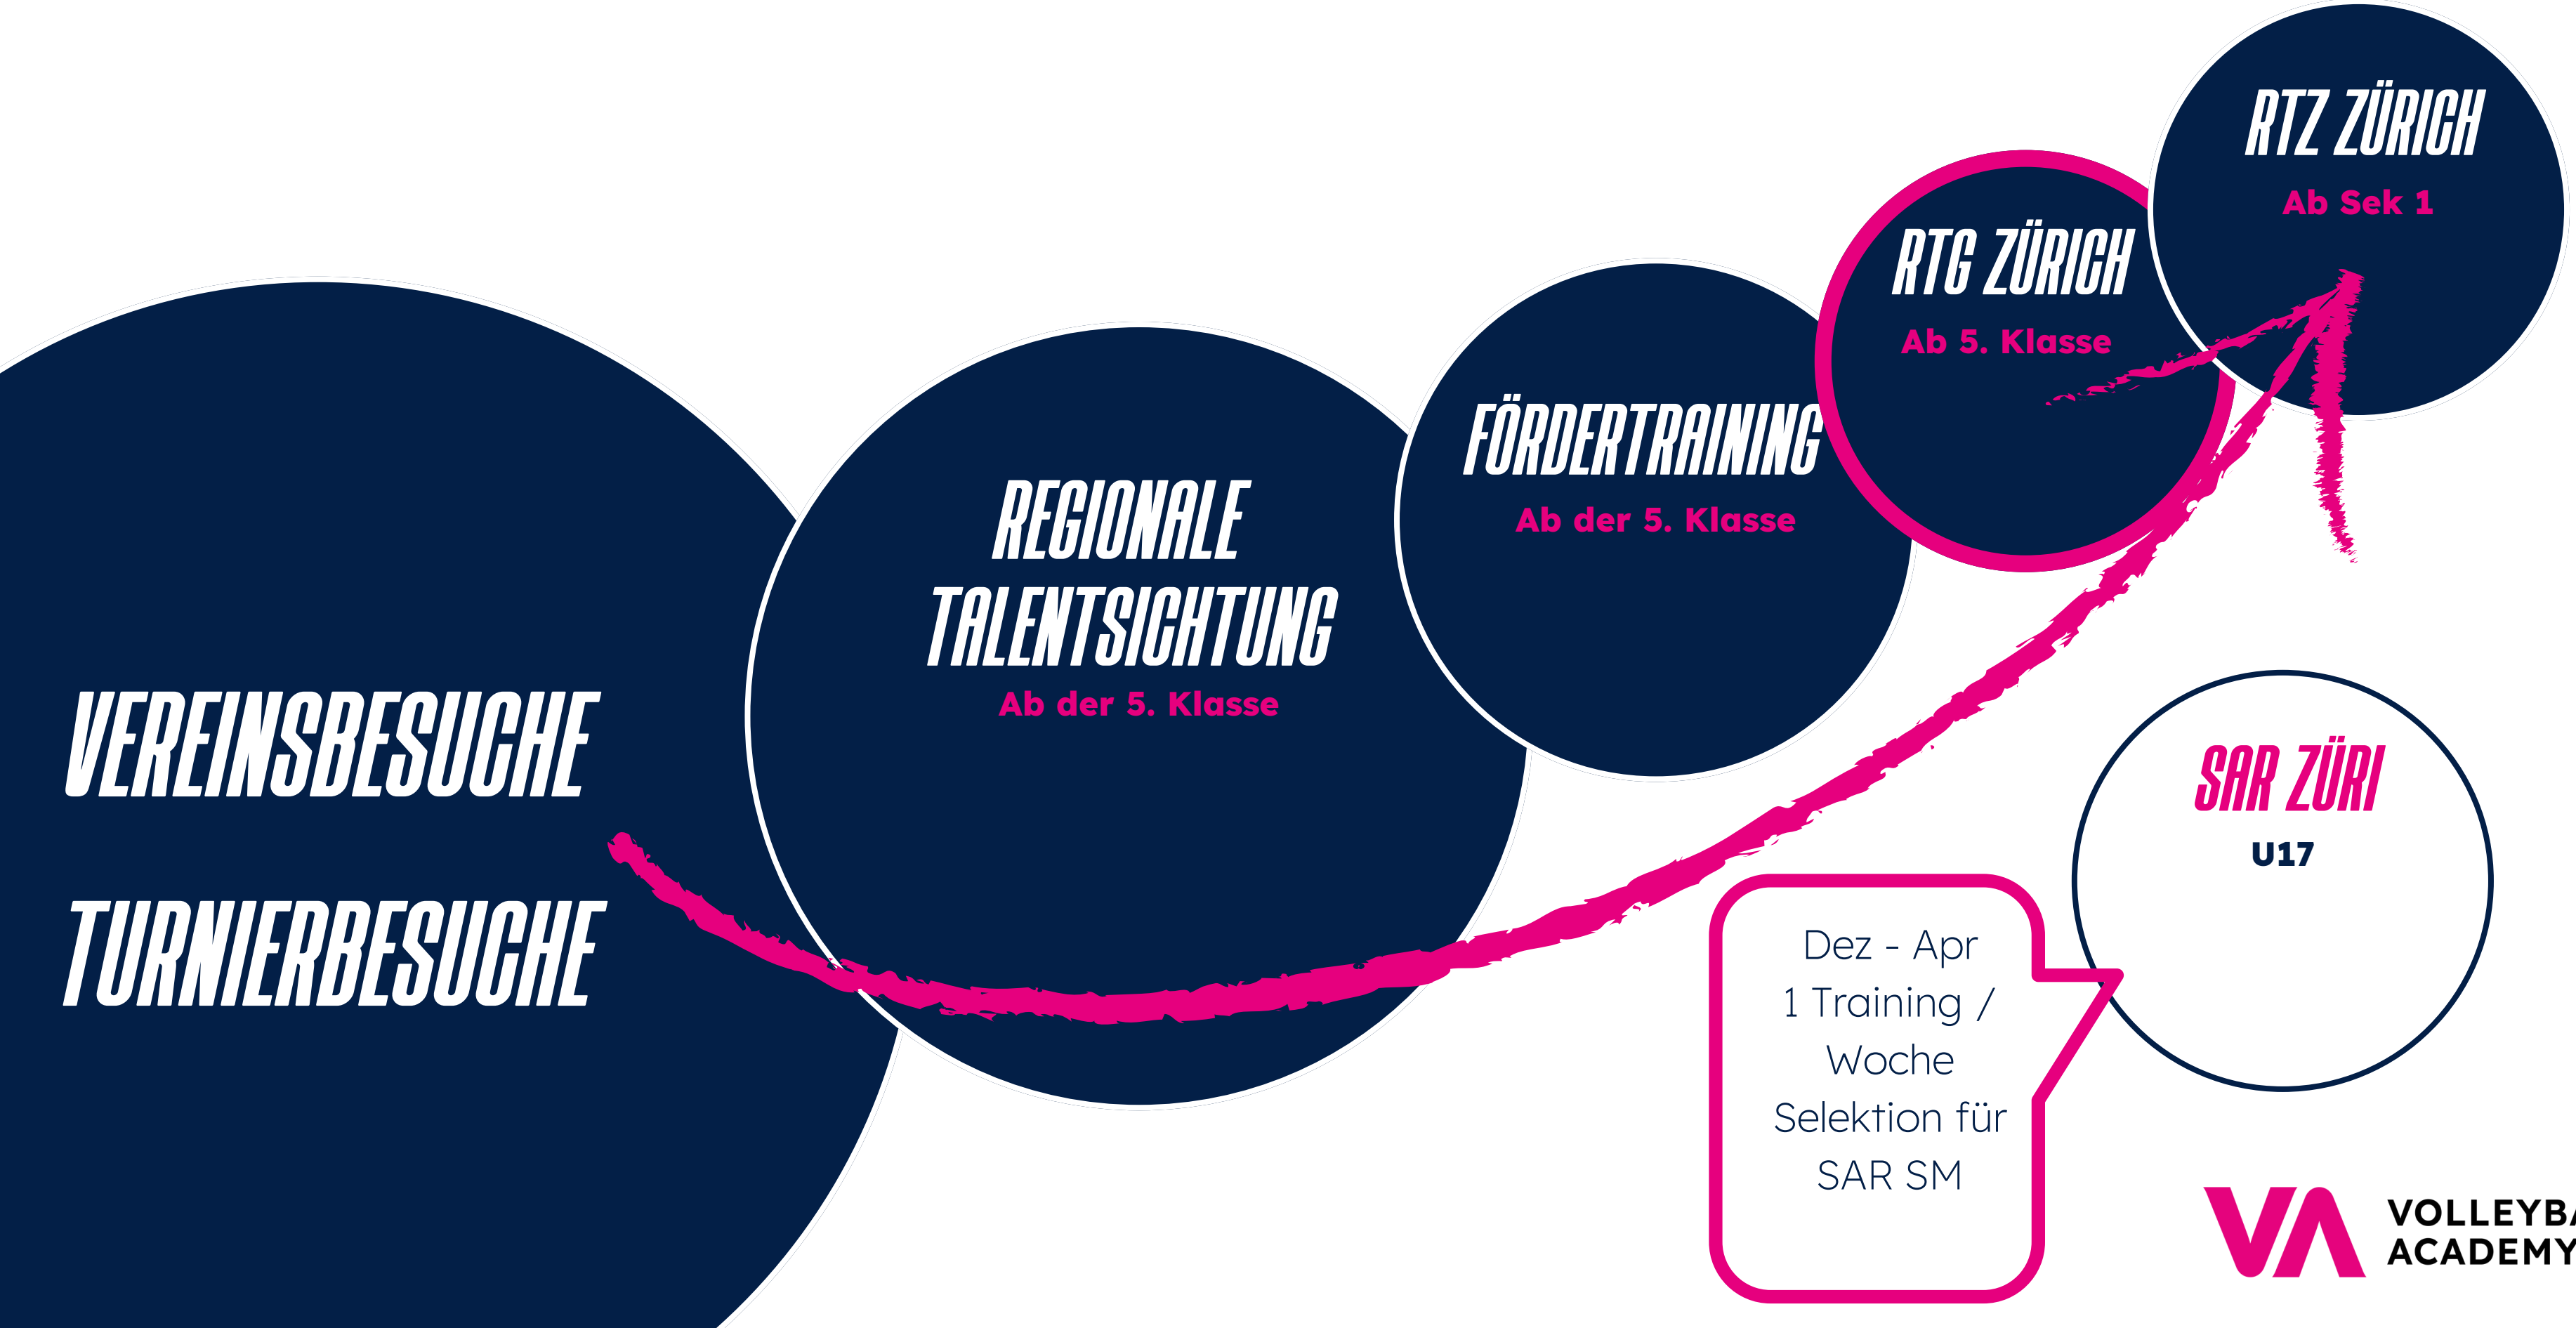 VEREINSBESUCHE
TURNIERBESUCHE
REGIONALE
TALENTSICHTUNG
Ab der 5. Klasse
FÖRDERTRAINING
Ab der 5. Klasse
RTG ZÜRICH
Ab 5. Klasse
RTZ ZÜRICH
Ab Sek 1
SAR ZÜRI
U17
Dez - Apr
1 Training /
Woche
Selektion für
SAR SM
VA
VOLLEYBA
ACADEMY